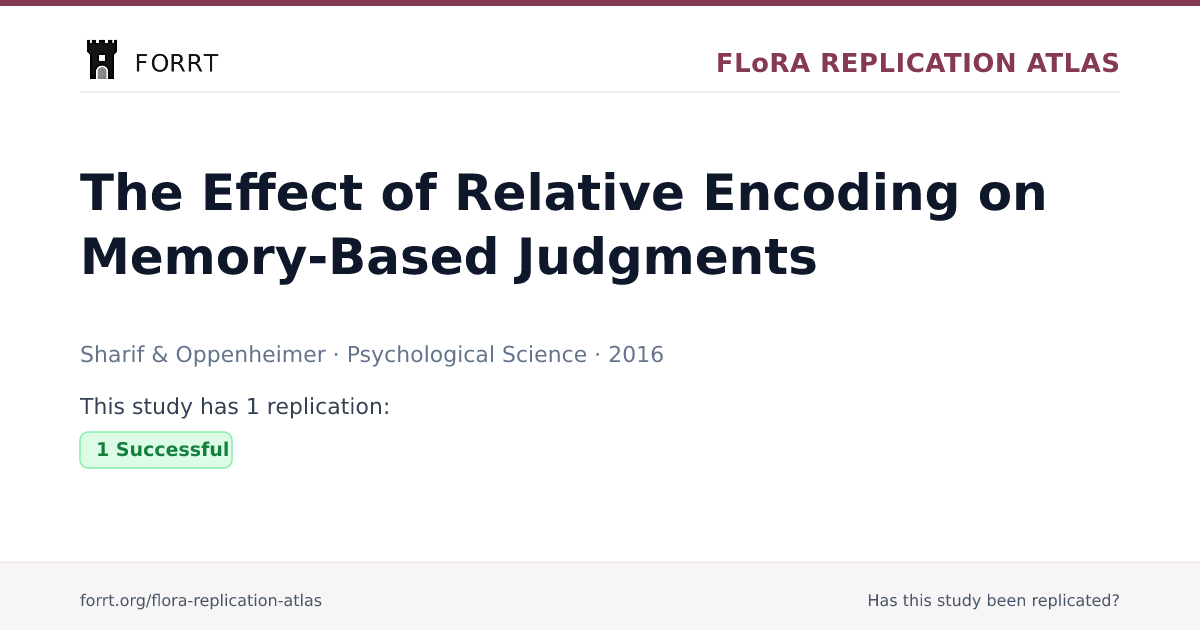 FORRT
FLoRA REPLICATION ATLAS
The Effect of Relative Encoding on
Memory-Based Judgments
Sharif & Oppenheimer · Psychological Science · 2016
This study has 1 replication:
1 Successful
forrt.org/flora-replication-atlas
Has this study been replicated?